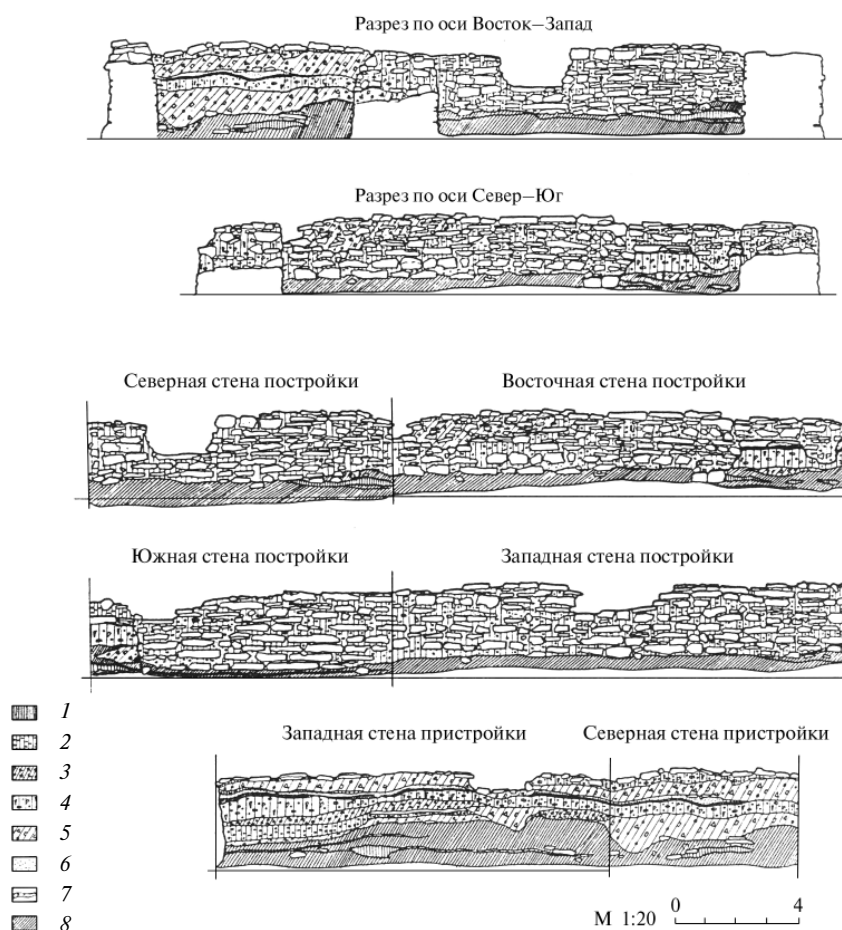 Разрез по оси Восток–Запад
Разрез по оси Север–Юг
Северная стена постройки
Восточная стена постройки
Южная стена постройки
Западная стена постройки
Западная стена пристройки
Северная стена пристройки
1
2
3
4
5
6
7
8
М 1:20
0
4